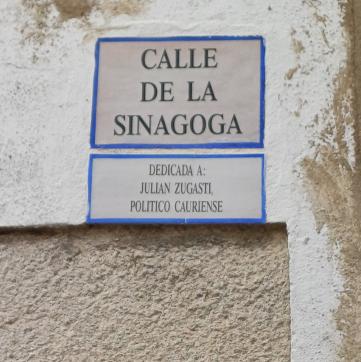 CALLE
DE LA
SINAGOGA
DEDICADA A:
JULIAN ZUGASTI,
POLITICO CAURIENSE